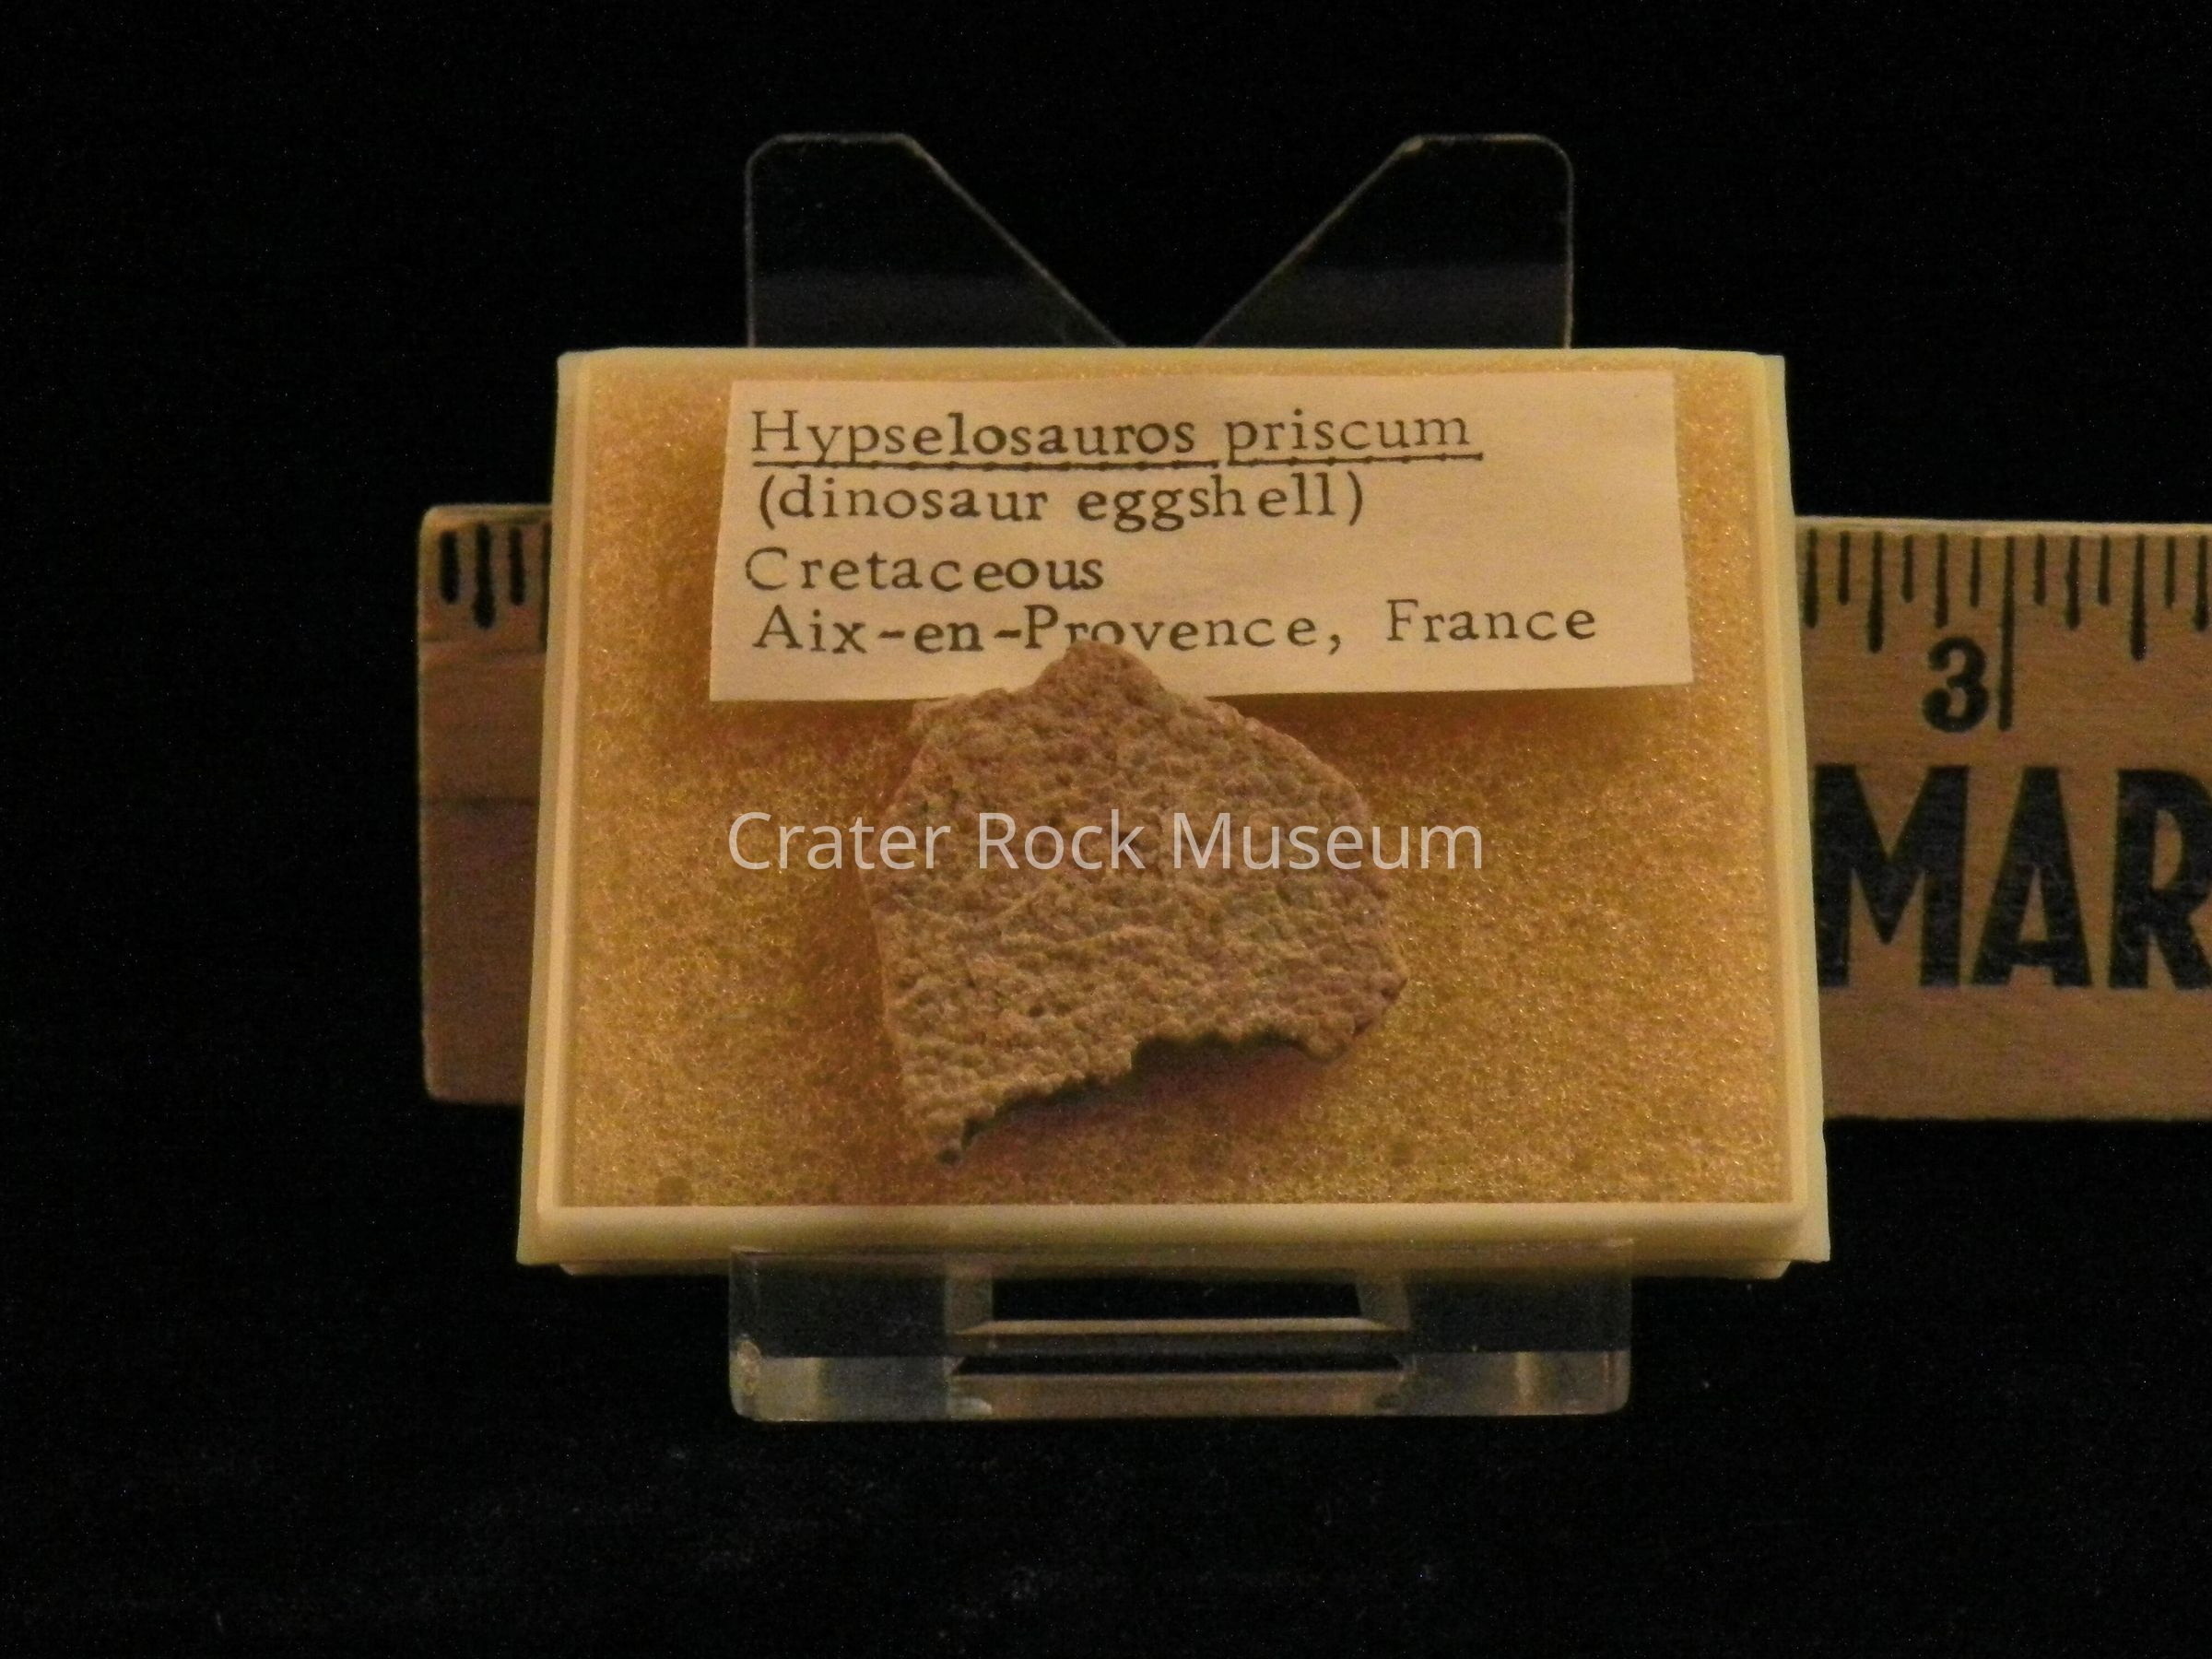 Hypselosauros priscum
(dinosaur eggshell)
Cretaceous
Aix-en-Provence, France
3
Crater Rock Museum
MAR